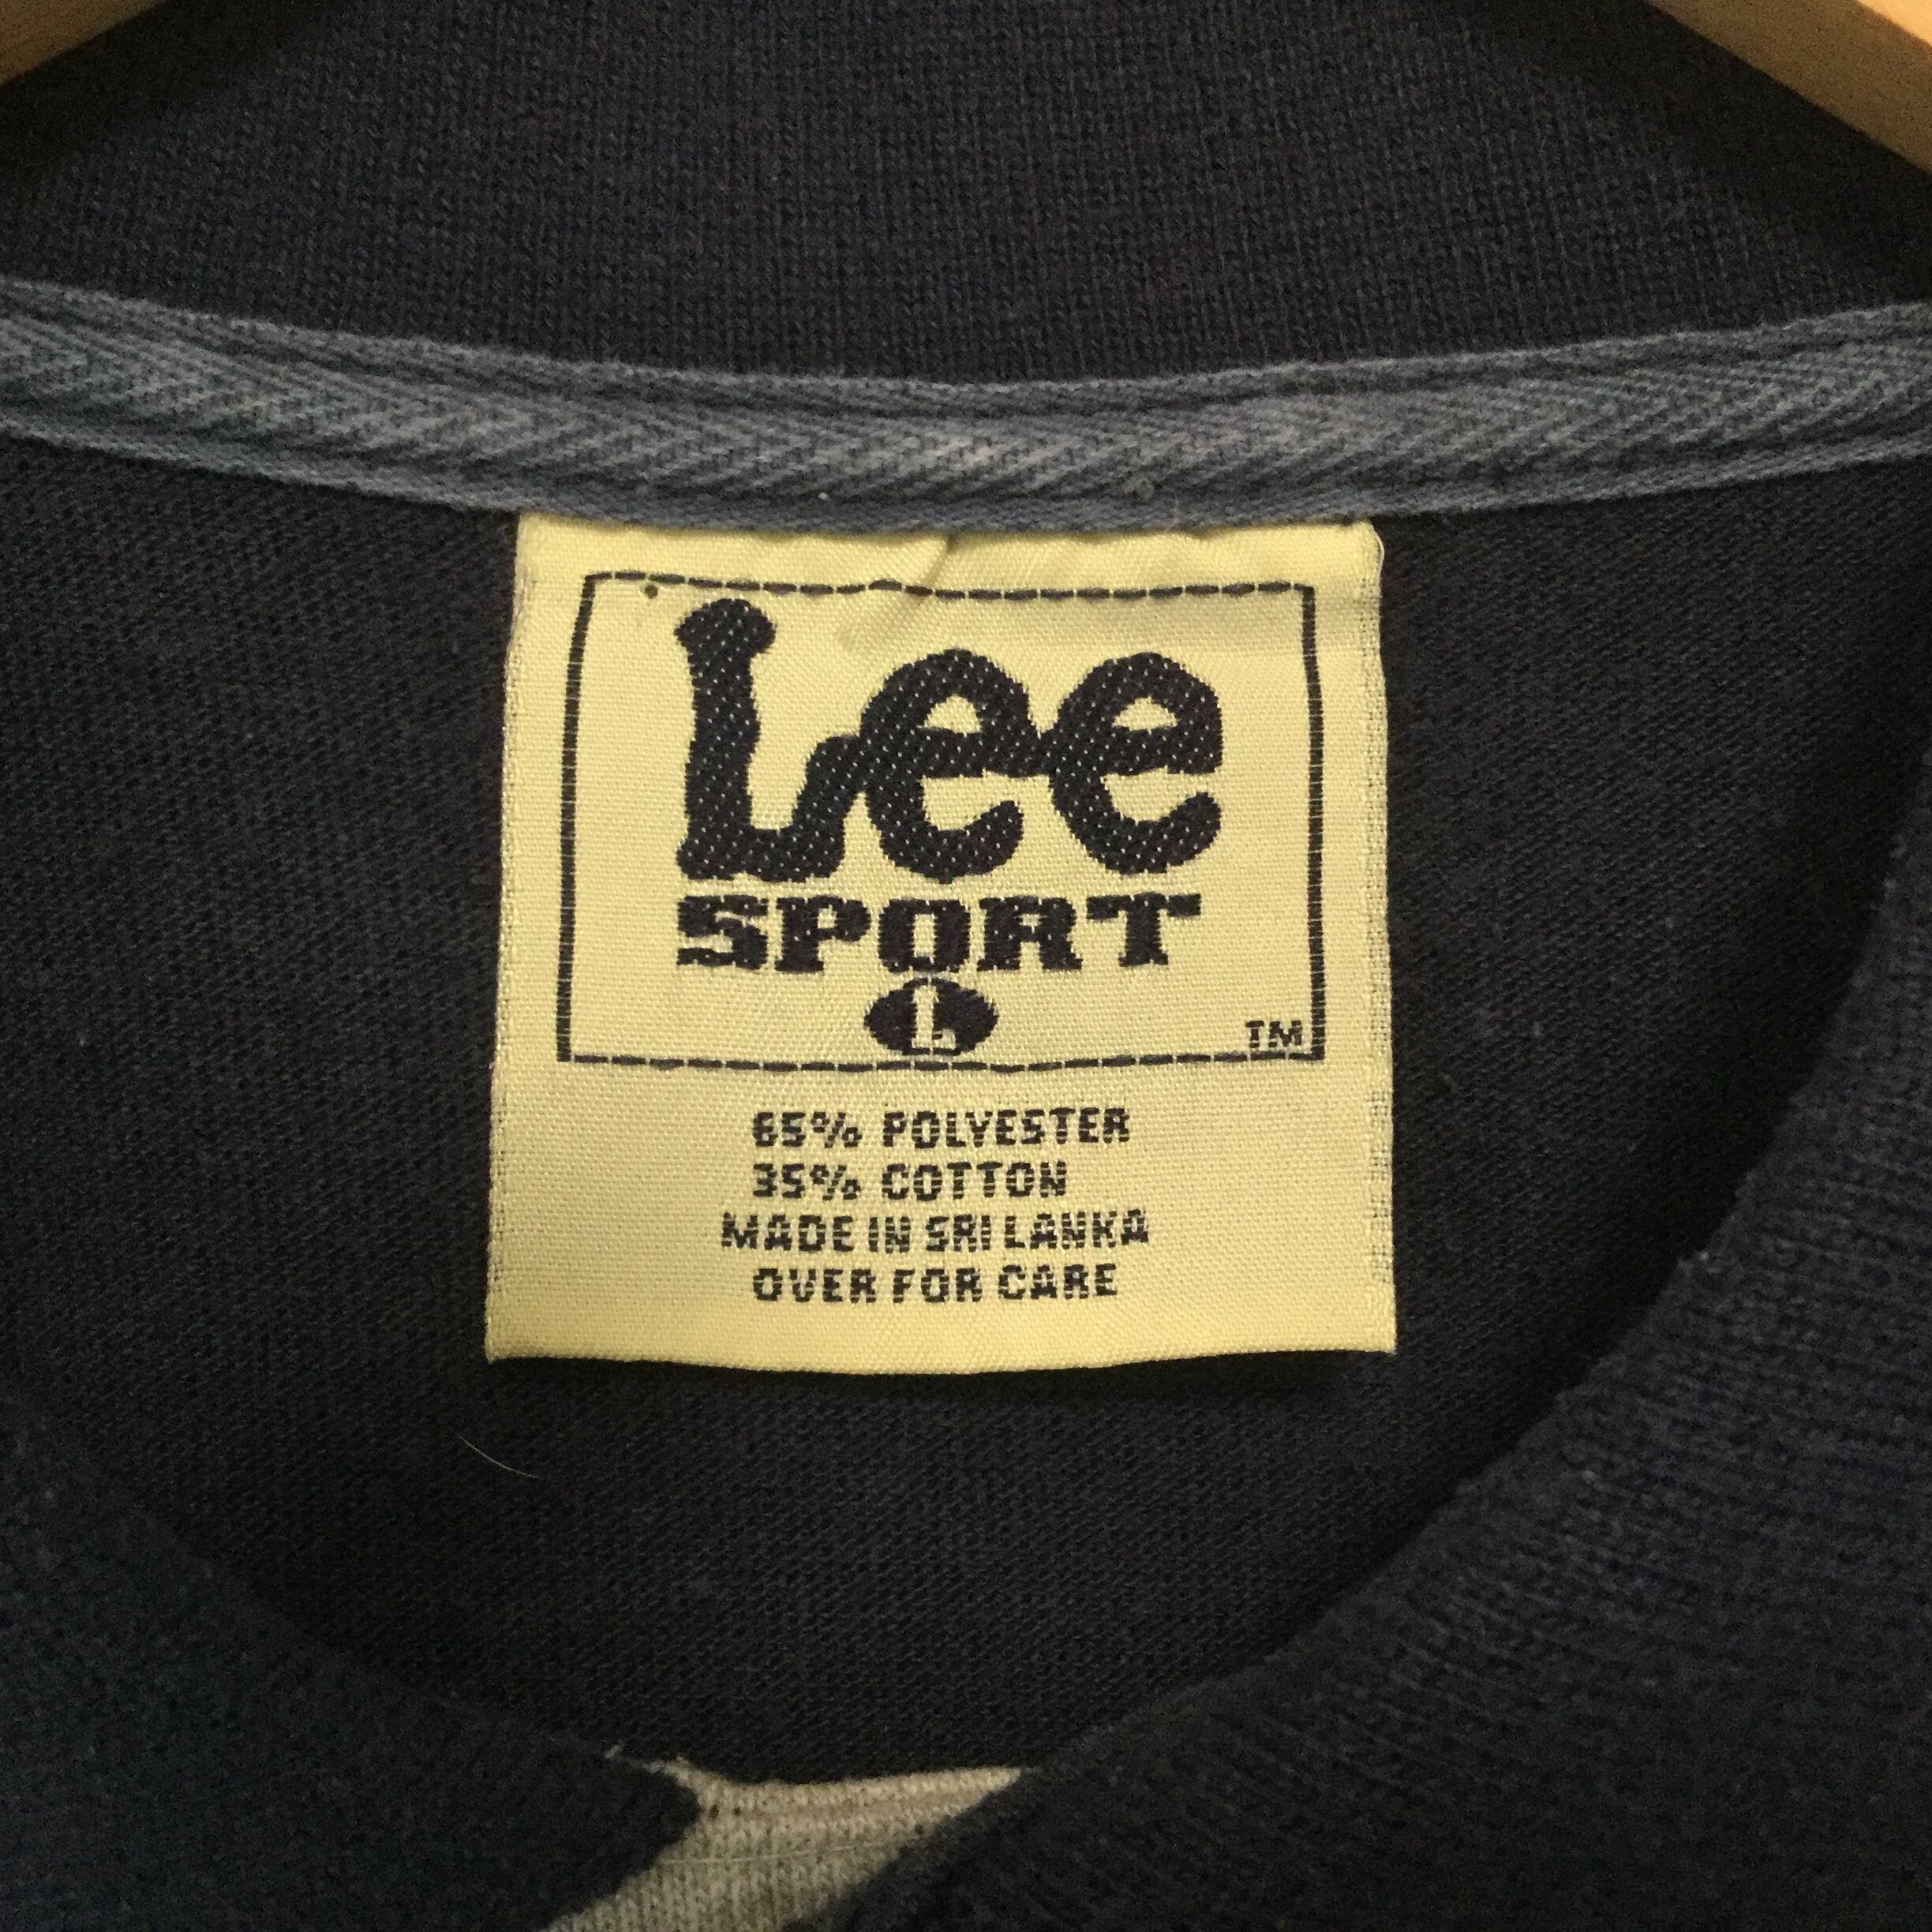 Lee
SPORT
L
TM
65% POLYESTER
35% COTTON
MADE IN SRI LANKA
OVER FOR CARE